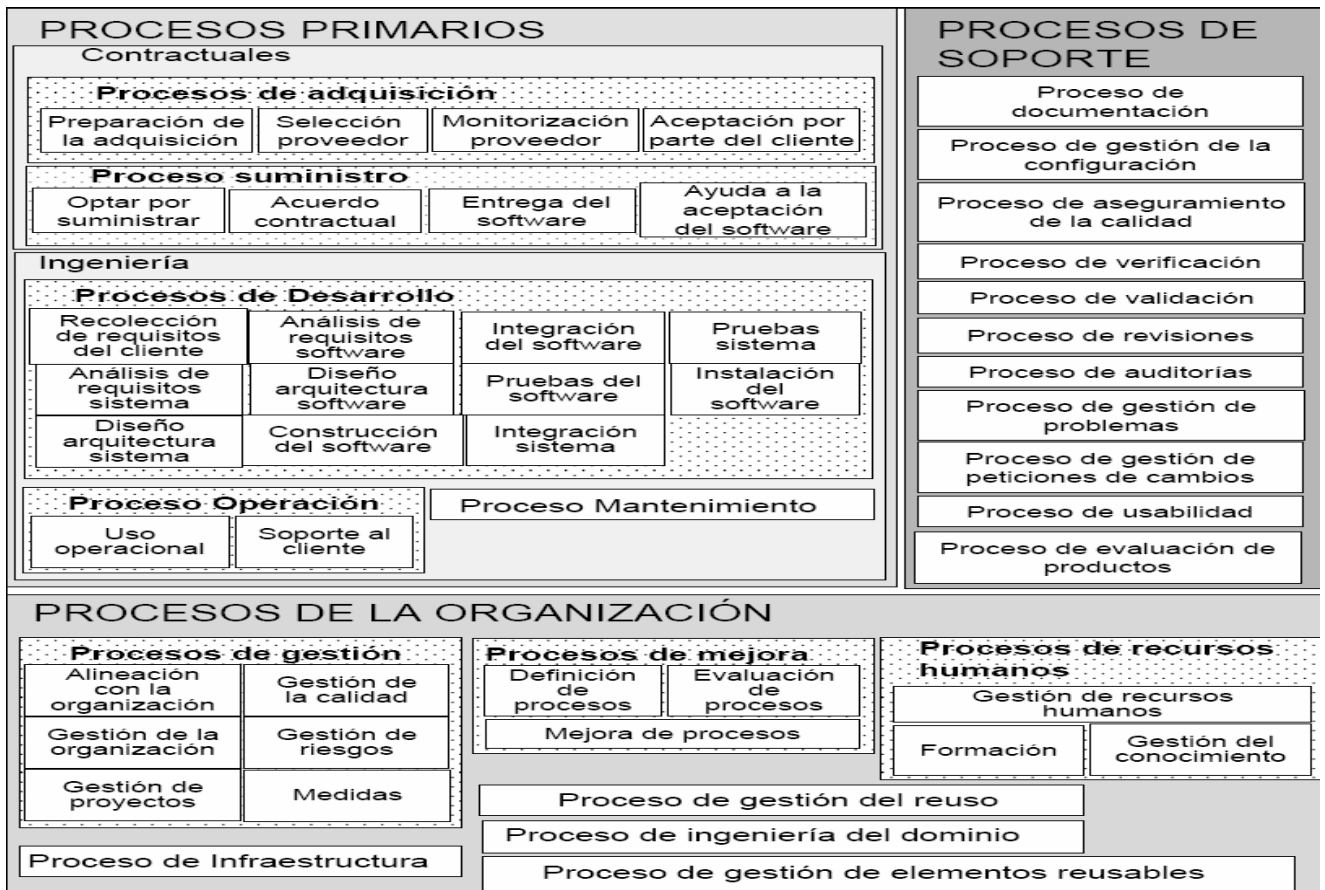 PROCESOS PRIMARIOS
Contractuales
Procesos de adquisición
Preparación de
la adquisición
Selección
proveedor
Monitorización
proveedor
Aceptación por
parte del cliente
Proceso suministro
Optar por
suministrar
Acuerdo
contractual
Entrega del
software
Ayuda a la
aceptación
del software
Ingeniería
Procesos de Desarrollo
Recolección
de requisitos
del cliente
Análisis de
requisitos
software
Integración
del software
Pruebas
sistema
Análisis de
requisitos
sistema
Diseño
arquitectura
software
Pruebas del
software
Instalación
del
software
Diseño
arquitectura
sistema
Construcción
del software
Integración
sistema
Proceso Operación
Uso
operacional
Soporte al
cliente
Proceso Mantenimiento
PROCESOS DE
SOPORTE
Proceso de
documentación
Proceso de gestión de la
configuración
Proceso de aseguramiento
de la calidad
Proceso de verificación
Proceso de validación
Proceso de revisiones
Proceso de auditorías
Proceso de gestión de
problemas
Proceso de gestión de
peticiones de cambios
Proceso de usabilidad
Proceso de evaluación de
productos
PROCESOS DE LA ORGANIZACIÓN
Procesos de gestión
Alineación
con la
organización
Gestión de
la calidad
Gestión de la
organización
Gestión de
riesgos
Gestión de
proyectos
Medidas
Proceso de Infraestructura
Procesos de mejora
Definición
de
procesos
Evaluación
de
procesos
Mejora de procesos
Procesos de recursos
humanos
Gestión de recursos
humanos
Formación
Gestión del
conocimiento
Proceso de gestión del reuso
Proceso de ingeniería del dominio
Proceso de gestión de elementos reusables